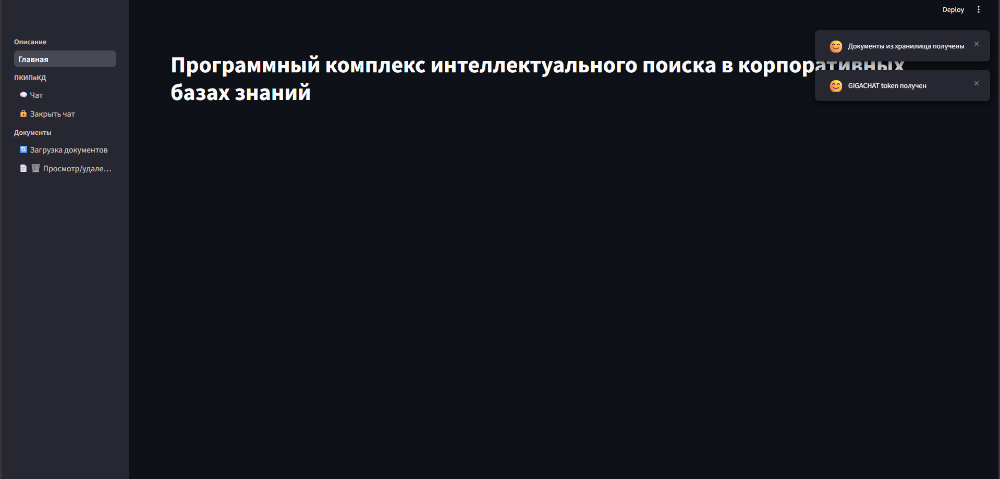 Deploy
Описание
Главная
ПКИПвКД
Чат
Закрыть чат
Документы
Загрузка документов
Просмотр/удале...
Программный комплекс интеллектуального поиска в корпоративных
базах знаний
Документы из хранилища получены
GIGACHAT token получен